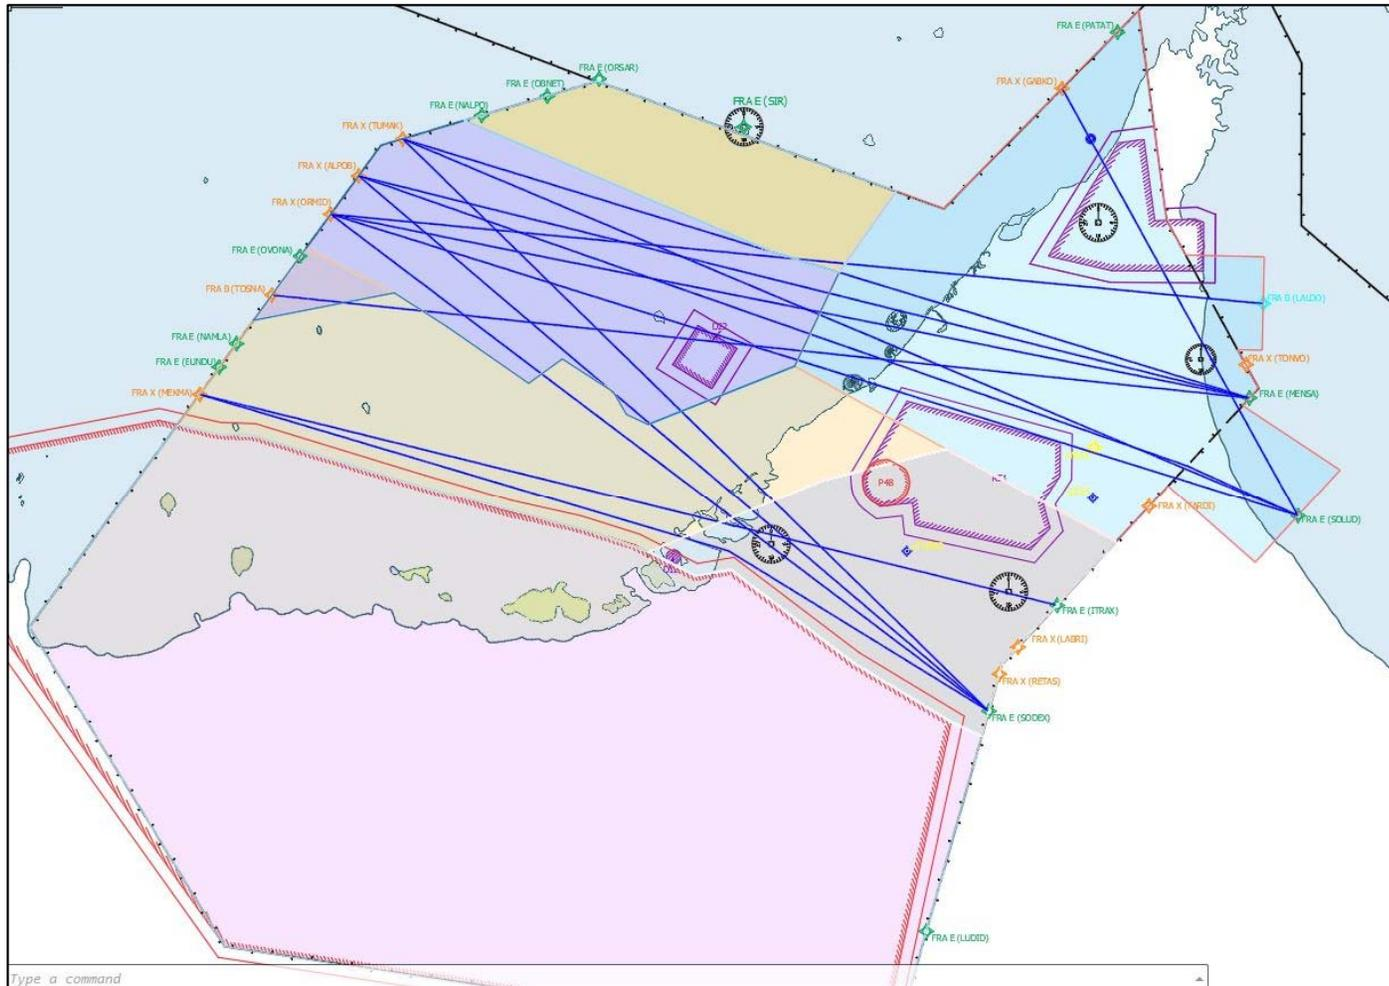 FRA E (PATAT)
FRA E (ORSAR)
FRA X (GABKO)
FRA E (OBNET)
FRA E (SIR)
FRA E (NALPO)
FRA X (TUMAK)
FRA X (ALPOB)
FRA X (ORMID)
FRA E (OVONA)
FRA B (TOSNA)
FRA B (LALDO)
FRA E (NAMLA)
FRA E (EUNDU)
FRA X (TONVO)
FRA X (MEKMA)
FRA E (MENSA)
P48
FRA E (SOLUD)
FRA E (ITRAX)
FRA X (LABRI)
FRA X (RETAS)
FRA E (SODEX)
FRA E (LUDID)
Type a command